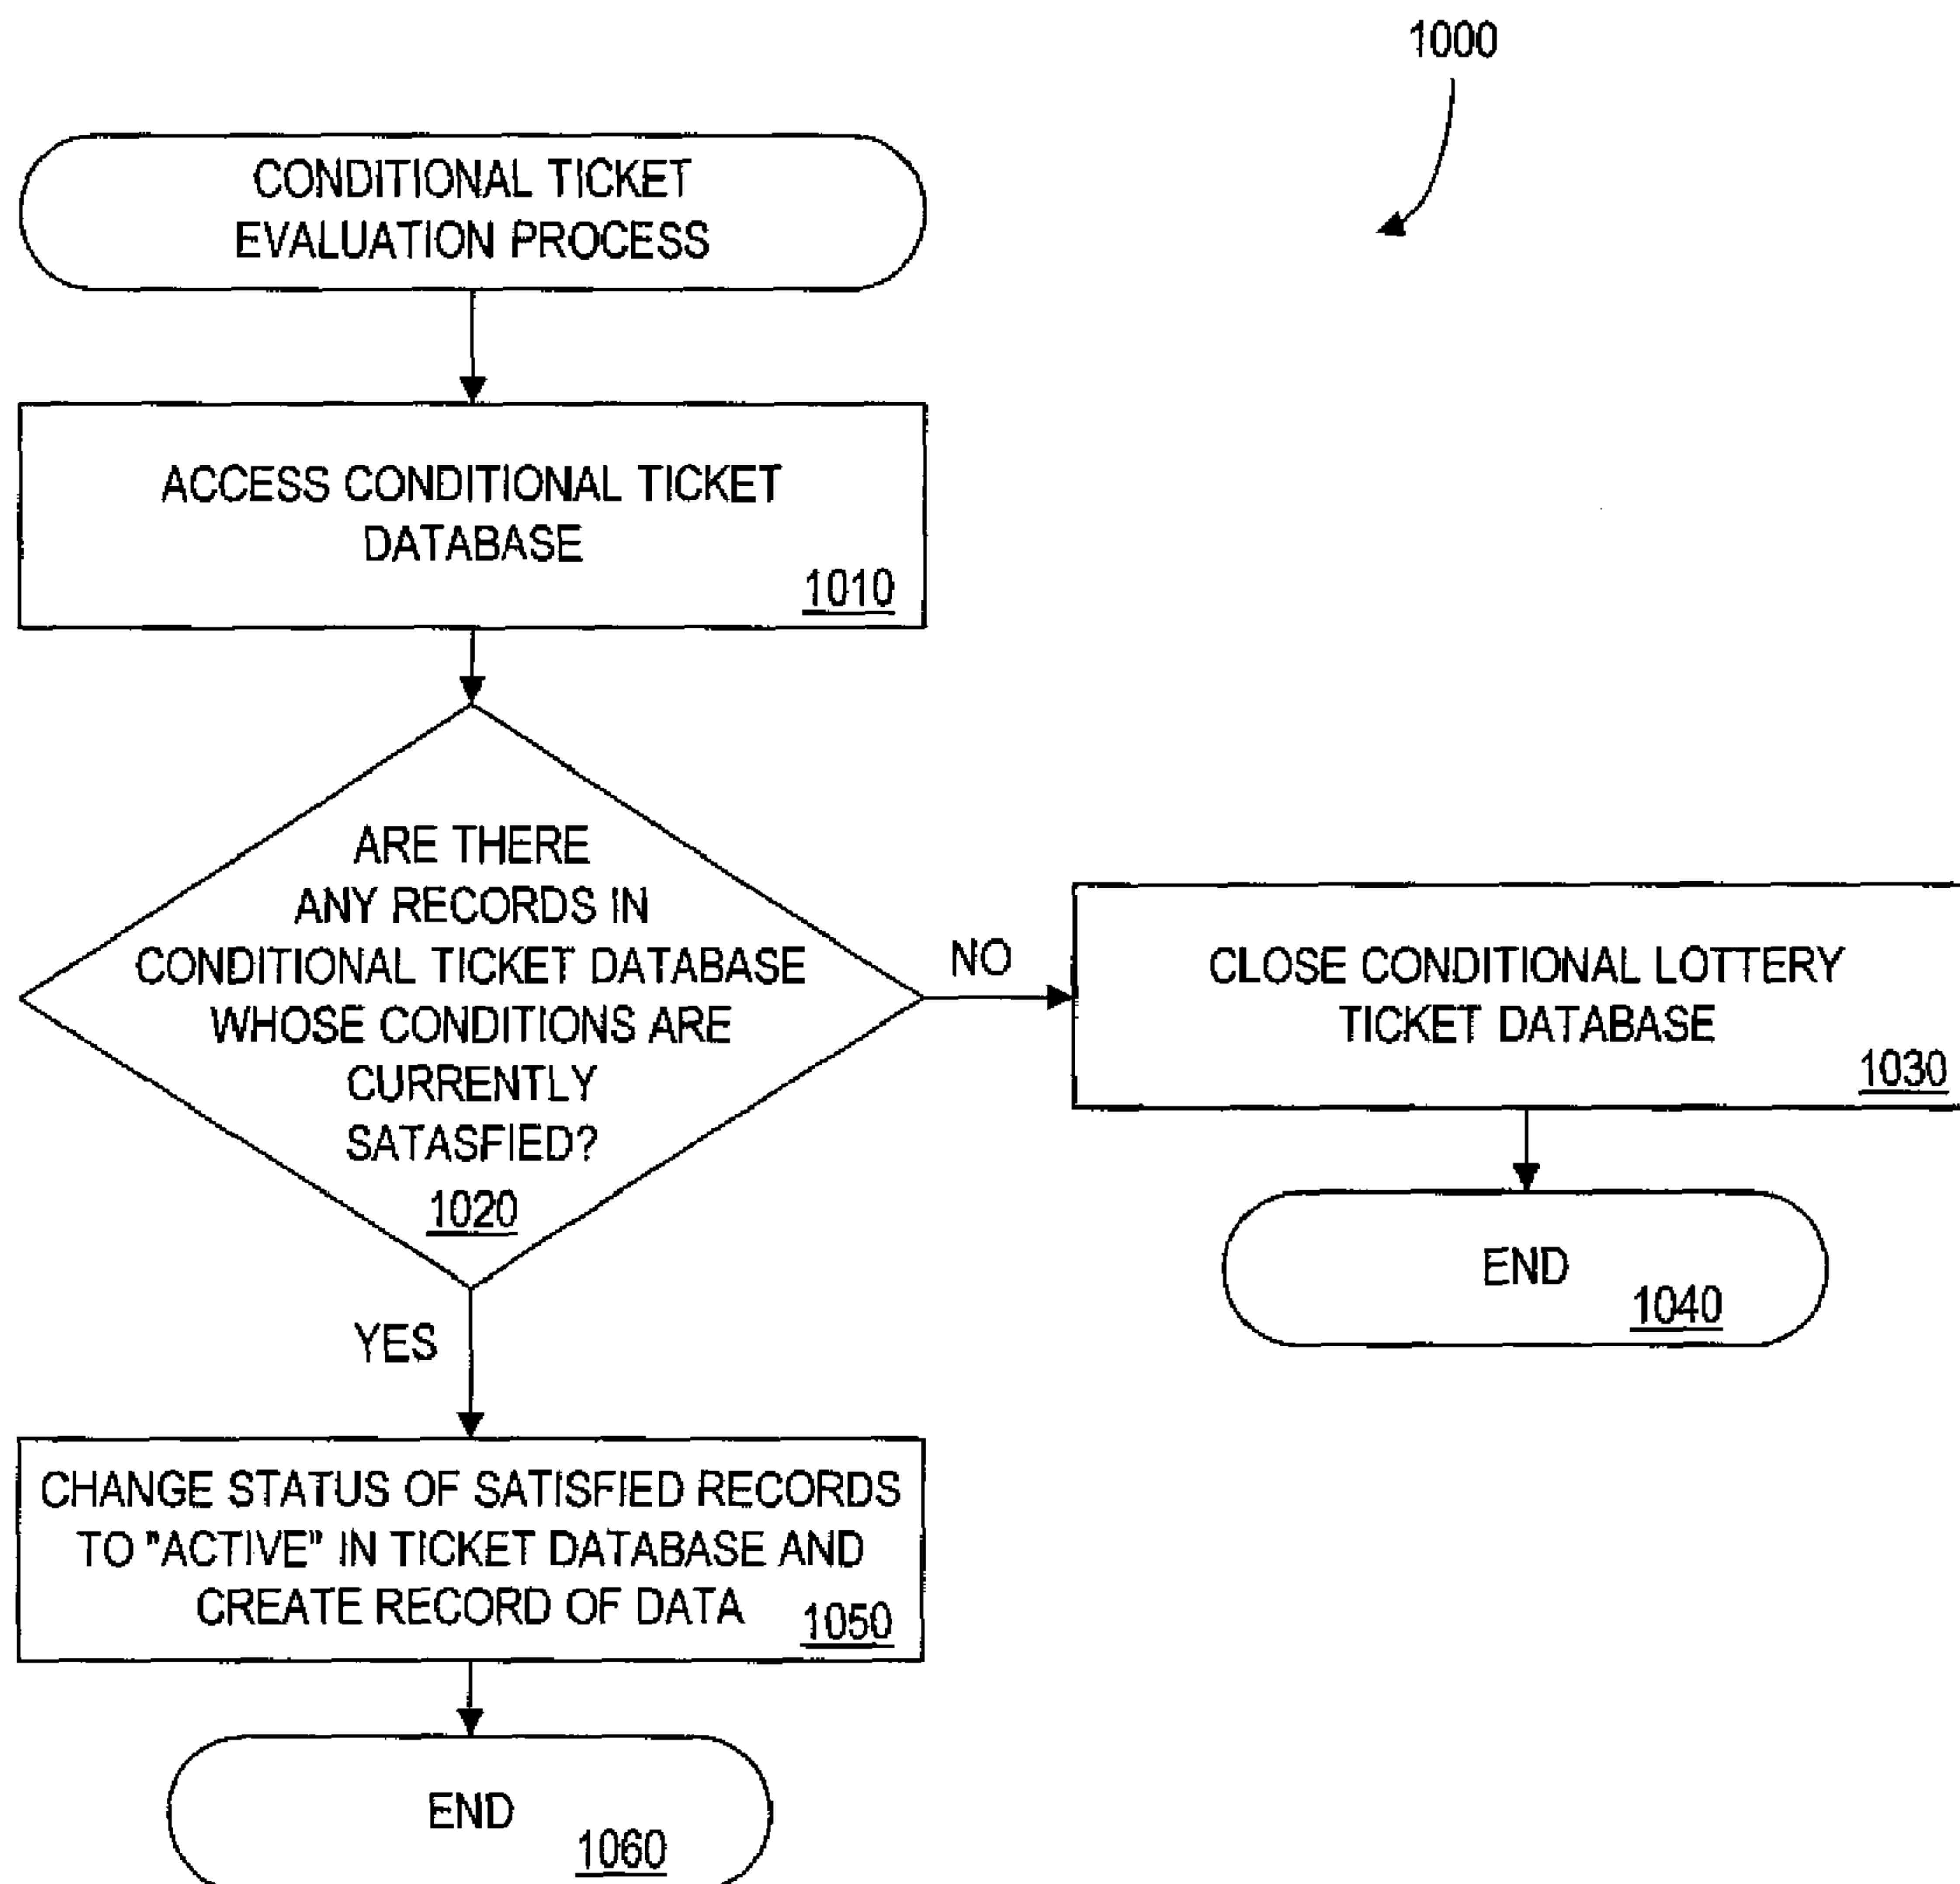 1000
CONDITIONAL TICKET
EVALUATION PROCESS
ACCESS CONDITIONAL TICKET
DATABASE
1010
ARE THERE
ANY RECORDS IN
CONDITIONAL TICKET DATABASE
WHOSE CONDITIONS ARE
CURRENTLY
SATASFIED?
1020
NO
CLOSE CONDITIONAL LOTTERY
TICKET DATABASE
1030
END
1040
YES
CHANGE STATUS OF SATISFIED RECORDS
TO "ACTIVE" IN TICKET DATABASE AND
CREATE RECORD OF DATA
1050
END
1060